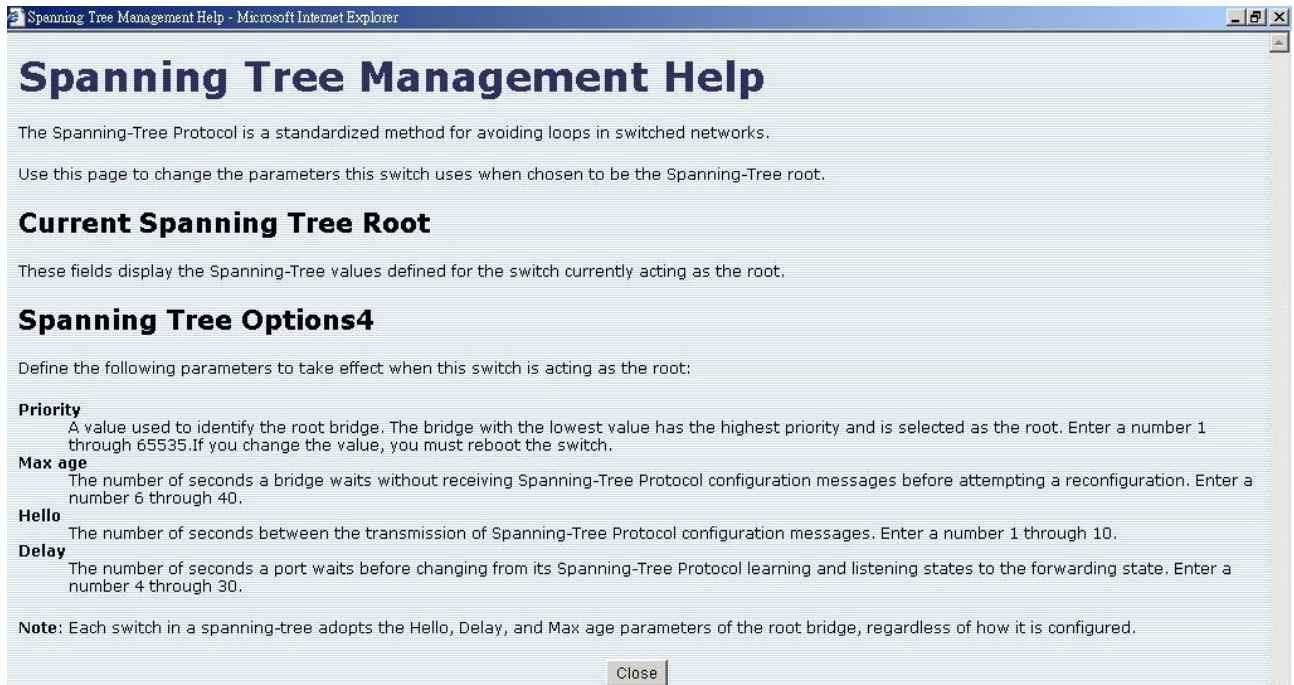 Spanning Tree Management Help - Microsoft Internet Explorer
Spanning Tree Management Help
The Spanning-Tree Protocol is a standardized method for avoiding loops in switched networks.
Use this page to change the parameters this switch uses when chosen to be the Spanning-Tree root.
Current Spanning Tree Root
These fields display the Spanning-Tree values defined for the switch currently acting as the root.
Spanning Tree Options4
Define the following parameters to take effect when this switch is acting as the root:
Priority
A value used to identify the root bridge. The bridge with the lowest value has the highest priority and is selected as the root. Enter a number 1
through 65535.If you change the value, you must reboot the switch.
Max age
The number of seconds a bridge waits without receiving Spanning-Tree Protocol configuration messages before attempting a reconfiguration. Enter a
number 6 through 40.
Hello
The number of seconds between the transmission of Spanning-Tree Protocol configuration messages. Enter a number 1 through 10.
Delay
The number of seconds a port waits before changing from its Spanning-Tree Protocol learning and listening states to the forwarding state. Enter a
number 4 through 30.
Note: Each switch in a spanning-tree adopts the Hello, Delay, and Max age parameters of the root bridge, regardless of how it is configured.
Close